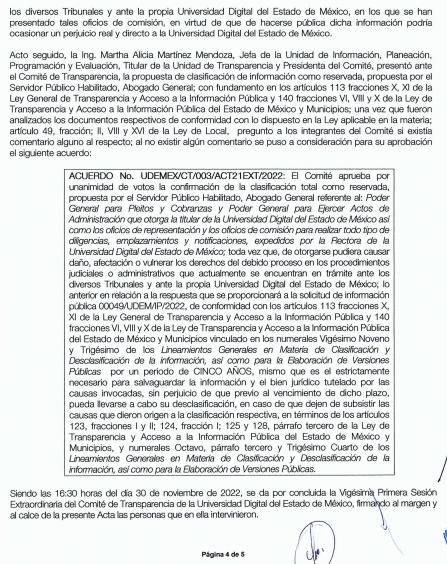 los diversos Tribunales y ante la propia Universidad Digital del Estado de México, en los que se han
presentado tales oficios de comisión, en virtud de que de hacerse pública dicha información podría
ocasionar un perjuicio real y directo a la Universidad Digital del Estado de México.
Acto seguido, la Ing. Martha Alicia Martínez Mendoza, Jefa de la Unidad de Información, Planeación,
Programación y Evaluación, Titular de la Unidad de Transparencia y Presidenta del Comité, presentó ante
el Comité de Transparencia, la propuesta de clasificación de información como reservada, propuesta por el
Servidor Público Habilitado, Abogado General; con fundamento en los artículos 113 fracciones X, XI de la
Ley General de Transparencia y Acceso a la Información Pública y 140 fracciones VI, VIII y X de la Ley de
Transparencia y Acceso a la Información Pública del Estado de México y Municipios; una vez que fueron
analizados los documentos respectivos de conformidad con lo dispuesto en la Ley aplicable en la materia;
artículo 49, fracción; II, VIII y XVI de la Ley de Local, pregunto a los integrantes del Comité si existía
comentario alguno al respecto; al no existir algún comentario se puso a consideración para su aprobación
el siguiente acuerdo:
ACUERDO No. UDEMEX/CT/003/ACT21EXT/2022: El Comité aprueba por
unanimidad de votos la confirmación de la clasificación total como reservada,
propuesta por el Servidor Público Habilitado, Abogado General referente al: Poder
General para Pleitos y Cobranzas y Poder General para Ejercer Actos de
Administración que otorga la titular de la Universidad Digital del Estado de México así
como los oficios de representación y los oficios de comisión para realizar todo tipo de
diligencias, emplazamientos y notificaciones, expedidos por la Rectora de la
Universidad Digital del Estado de México; toda vez que, de otorgarse pudiera causar
daño, afectación o vulnerar los derechos del debido proceso en los procedimientos
judiciales o administrativos que actualmente se encuentran en trámite ante los
diversos Tribunales y ante la propia Universidad Digital del Estado de México; lo
anterior en relación a la respuesta que se proporcionará a la solicitud de información
pública 00049/UDEM/IP/2022, de conformidad con los artículos 113 fracciones X,
XI de la Ley General de Transparencia y Acceso a la Información Pública y 140
fracciones VI, VIII y X de la Ley de Transparencia y Acceso a la Información Pública
del Estado de México y Municipios vinculado en los numerales Vigésimo Noveno
y Trigésimo de los Lineamientos Generales en Materia de Clasificación y
Desclasificación de la información, así como para la Elaboración de Versiones
Públicas por un periodo de CINCO AÑOS, mismo que es el estrictamente
necesario para salvaguardar la información y el bien jurídico tutelado por las
causas invocadas, sin perjuicio de que previo al vencimiento de dicho plazo,
pueda llevarse a cabo su desclasificación, en caso de que dejen de subsistir las
causas que dieron origen a la clasificación respectiva, en términos de los artículos
123, fracciones I y II; 124, fracción I; 125 y 128, párrafo tercero de la Ley de
Transparencia y Acceso a la Información Pública del Estado de México y
Municipios, y numerales Octavo, párrafo tercero y Trigésimo Cuarto de los
Lineamientos Generales en Materia de Clasificación y Desclasificación de la
información, así como para la Elaboración de Versiones Públicas.
Siendo las 16:30 horas del día 30 de noviembre de 2022, se da por concluida la Vigésima Primera Sesión
Extraordinaria del Comité de Transparencia de la Universidad Digital del Estado de México, firmando al margen y
al calce de la presente Acta las personas que en ella intervinieron.
Página 4 de 5